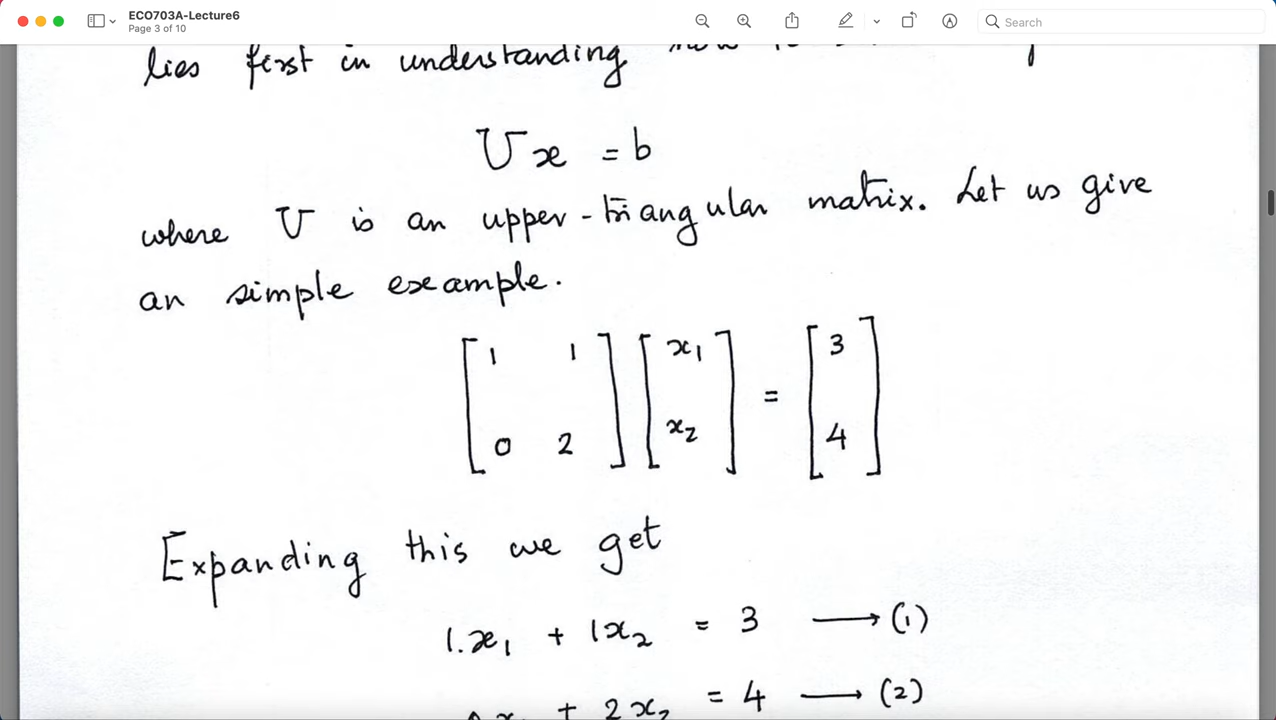 ECO703A-Lecture6
Page 3 of 10
Search
lies first in understanding
Ux = b
where U is an upper-triangular matrix. Let us give
an simple example.
[1 1; 0 2] [x₁; x₂] = [3; 4]
Expanding this we get
1.x₁ + 1x₂ = 3 ⟶ (1)
+ 2x₂ = 4 ⟶ (2)